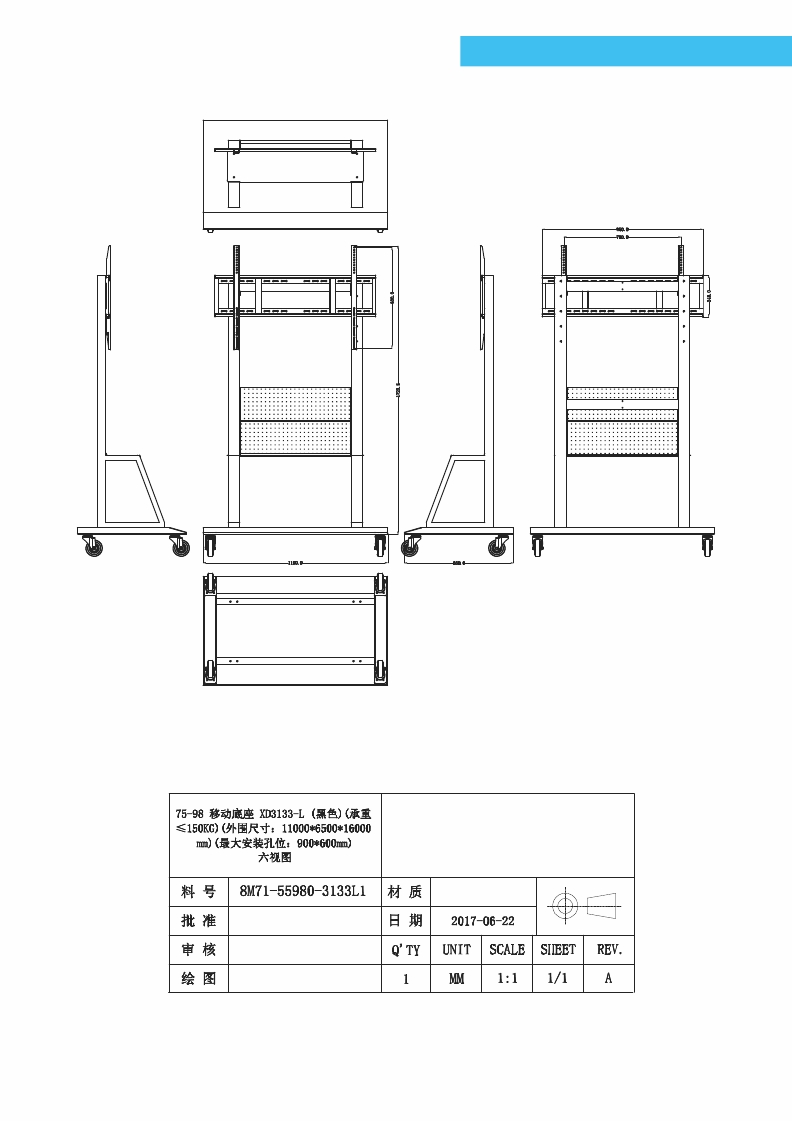 75-98 移动底座 XD3133-L (黑色)(承重
≤150KG)(外围尺寸：11000*6500*16000
mm)(最大安装孔位：900*600mm)
六视图
料 号 8M71-55980-3133L1 材 质
批 准 日 期 2017-06-22
审 核 Q'TY UNIT SCALE SHEET REV.
绘 图 1 MM 1:1 1/1 A